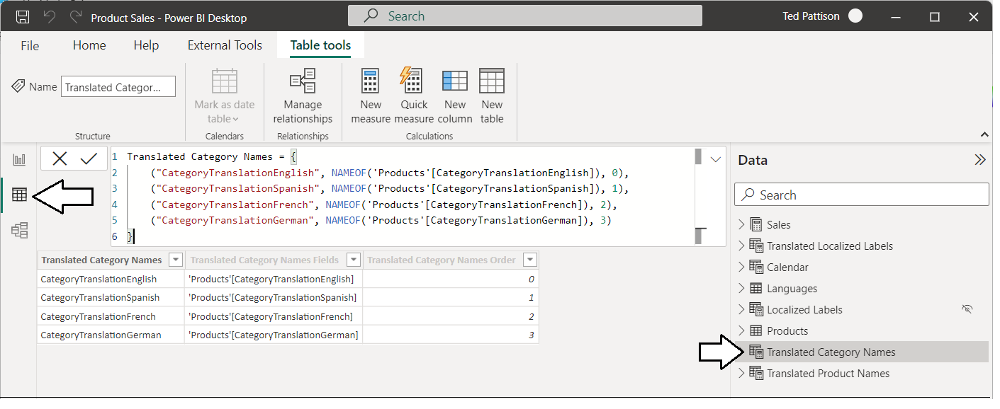 Product Sales - Power BI Desktop
Search
Ted Pattison
File Home Help External Tools Table tools
Name Translated Categor...
Mark as date table
Manage relationships
New measure
Quick measure
New column
New table
Structure
Calendars
Relationships
Calculations
1 Translated Category Names = {
2 ("CategoryTranslationEnglish", NAMEOF('Products'[CategoryTranslationEnglish]), 0),
3 ("CategoryTranslationSpanish", NAMEOF('Products'[CategoryTranslationSpanish]), 1),
4 ("CategoryTranslationFrench", NAMEOF('Products'[CategoryTranslationFrench]), 2),
5 ("CategoryTranslationGerman", NAMEOF('Products'[CategoryTranslationGerman]), 3)
6 }
Translated Category Names Translated Category Names Fields Translated Category Names Order
CategoryTranslationEnglish 'Products'[CategoryTranslationEnglish] 0
CategoryTranslationSpanish 'Products'[CategoryTranslationSpanish] 1
CategoryTranslationFrench 'Products'[CategoryTranslationFrench] 2
CategoryTranslationGerman 'Products'[CategoryTranslationGerman] 3
Data
Search
Sales
Translated Localized Labels
Calendar
Languages
Localized Labels
Products
Translated Category Names
Translated Product Names